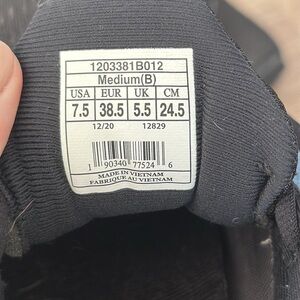 1203381B012
Medium(B)
USA EUR UK CM
7.5 38.5 5.5 24.5
12/20 12829
1 90340 77524 6
MADE IN VIETNAM
FABRIQUE AU VIETNAM